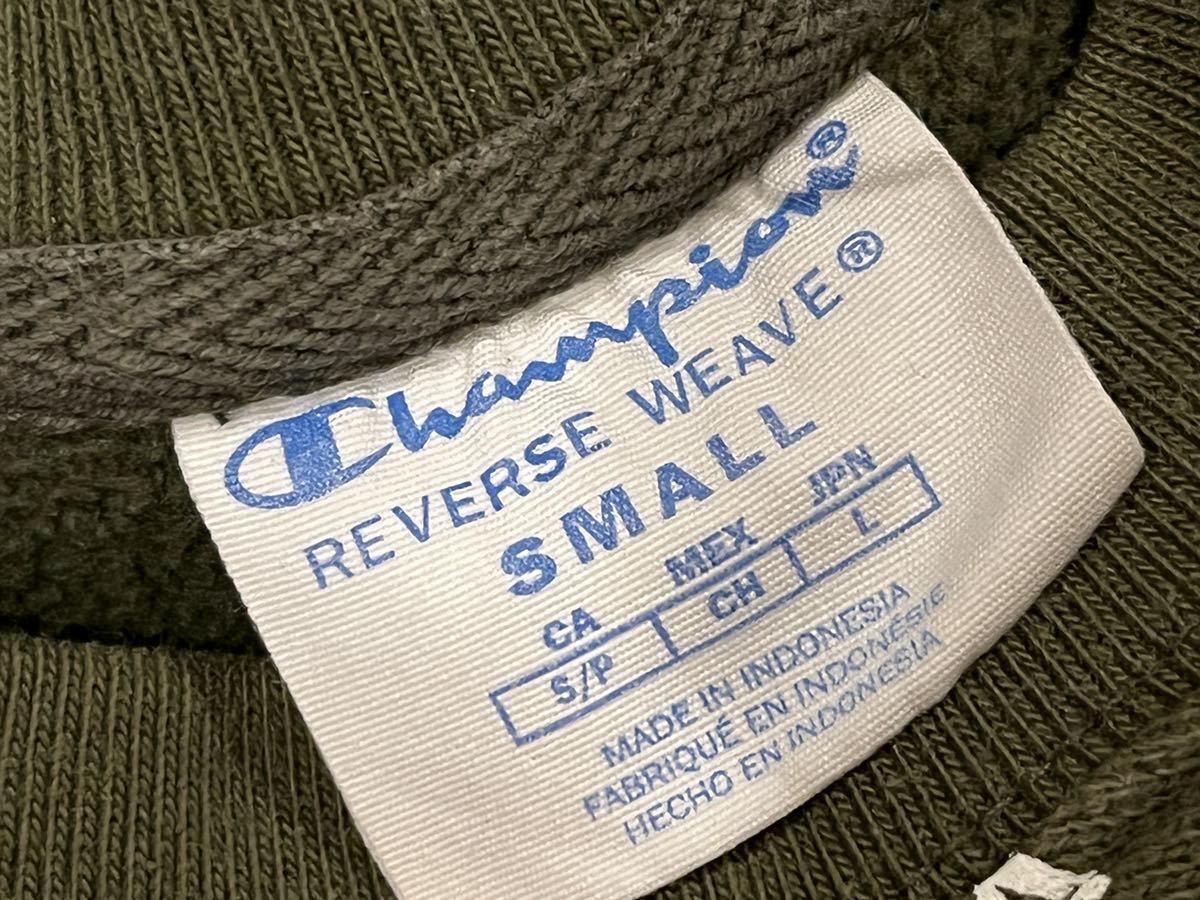 Champion®
REVERSE WEAVE®
SMALL
CA MEX JPN
S/P CH L
MADE IN INDONESIA
FABRIQUÉ EN INDONÉSIE
HECHO EN INDONESIA